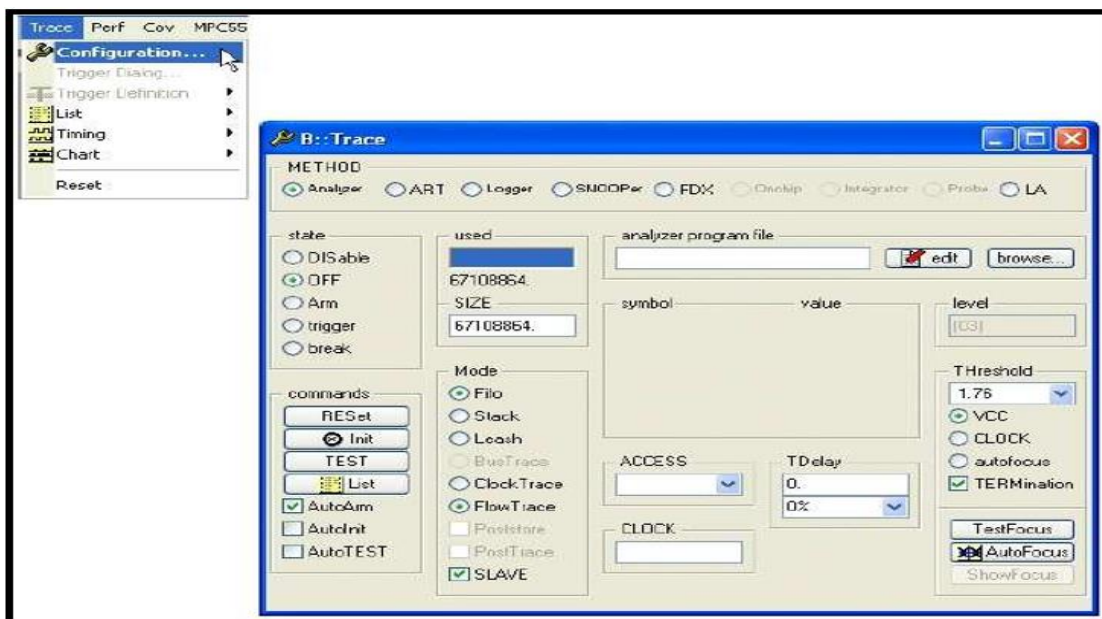 Trace Perf Cov MPC55
Configuration...
Trigger Dialog...
Trigger Definition
List
Timing
Chart
Reset
B::Trace
METHOD
Analyzer ART Logger SNOOPer FDX Onchip Integrator Probe LA
state
DISable
OFF
Arm
trigger
break
used
67108864.
SIZE
67108864.
analyzer program file
edit browse...
symbol value
level
commands
RESet
Init
TEST
List
AutoArm
AutoInit
AutoTEST
Mode
Fifo
Stack
Leash
BusTrace
ClockTrace
FlowTrace
Poststore
PostTrace
SLAVE
ACCESS
CLOCK
TDelay
0.
0%
THreshold
1.76
VCC
CLOCK
autofocus
TERMination
TestFocus
AutoFocus
ShowFocus